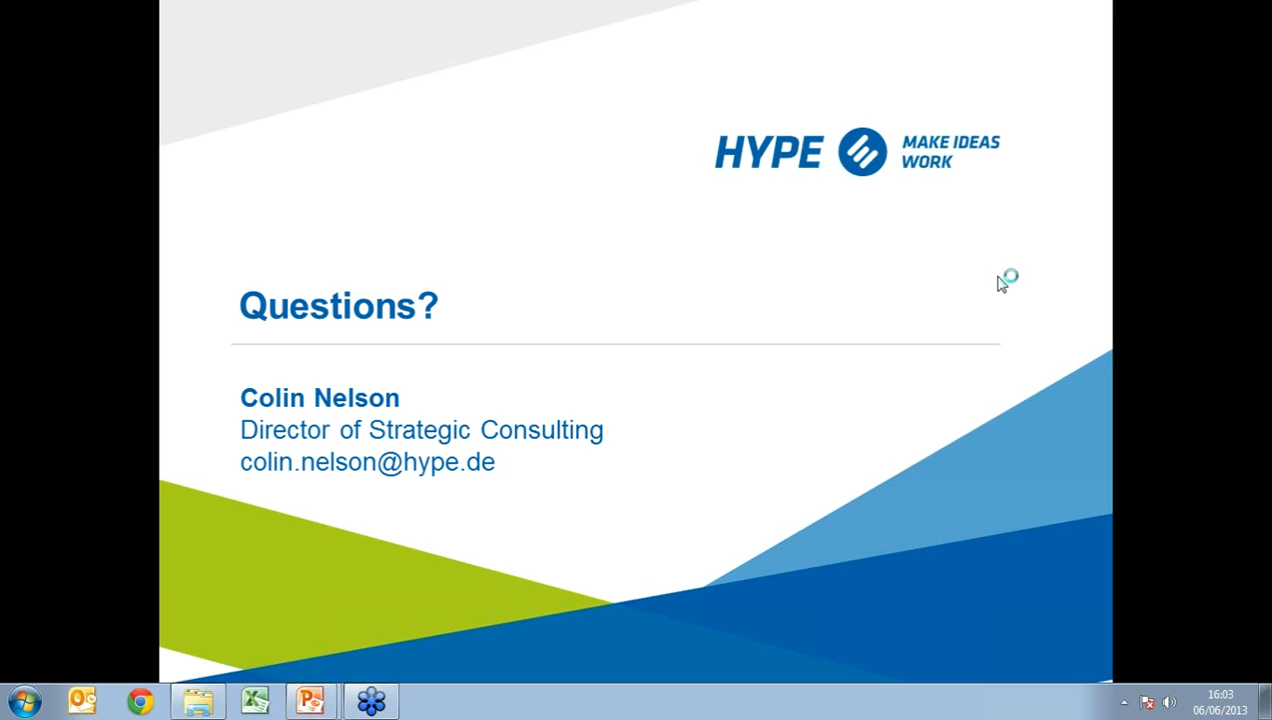 HYPE
MAKE IDEAS
WORK
Questions?
Colin Nelson
Director of Strategic Consulting
colin.nelson@hype.de
16:03
06/06/2013